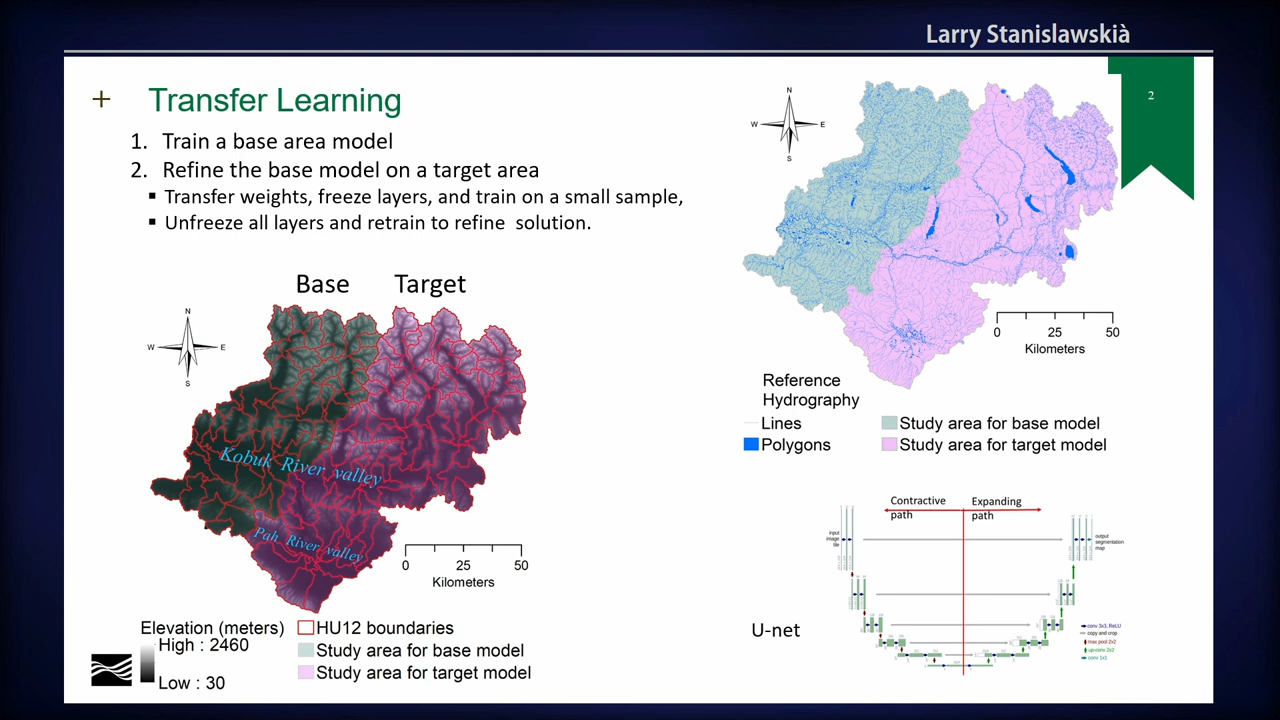 Larry Stanislawskià
2
+ Transfer Learning
1. Train a base area model
2. Refine the base model on a target area
▪ Transfer weights, freeze layers, and train on a small sample,
▪ Unfreeze all layers and retrain to refine solution.
N
W E
S
0 25 50
Kilometers
Reference
Hydrography
Lines
Polygons
Study area for base model
Study area for target model
Base Target
N
W E
S
Kobuk River valley
Pah River valley
0 25 50
Kilometers
Elevation (meters)
High : 2460
Low : 30
HU12 boundaries
Study area for base model
Study area for target model
U-net
Contractive
path
Expanding
path
input
image
tile
output
segmentation
map
conv 3x3, ReLU
copy and crop
max pool 2x2
up-conv 2x2
conv 1x1